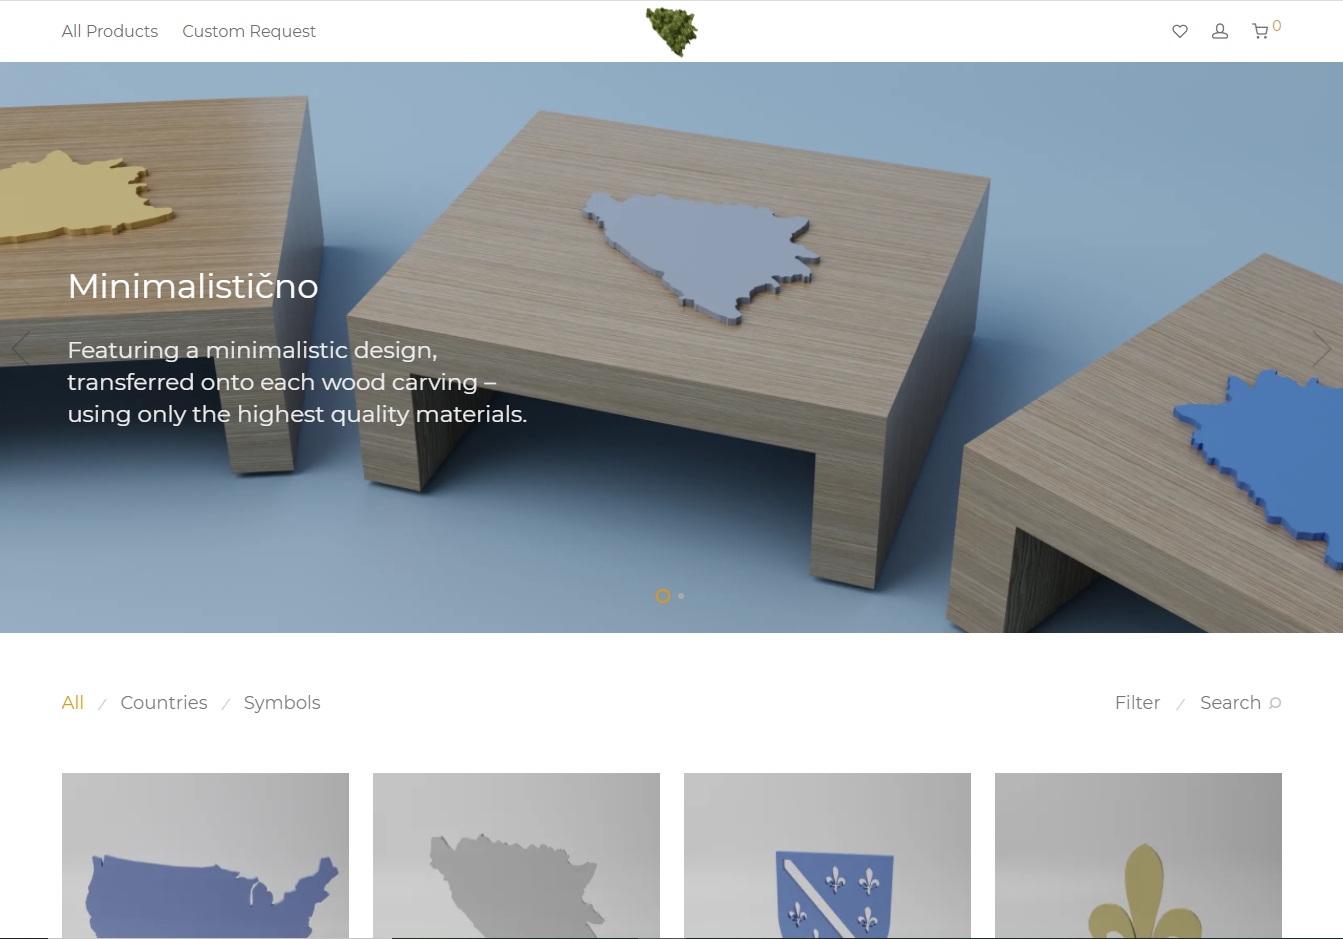 All Products Custom Request 0
Minimalistično
Featuring a minimalistic design,
transferred onto each wood carving –
using only the highest quality materials.
All / Countries / Symbols Filter / Search